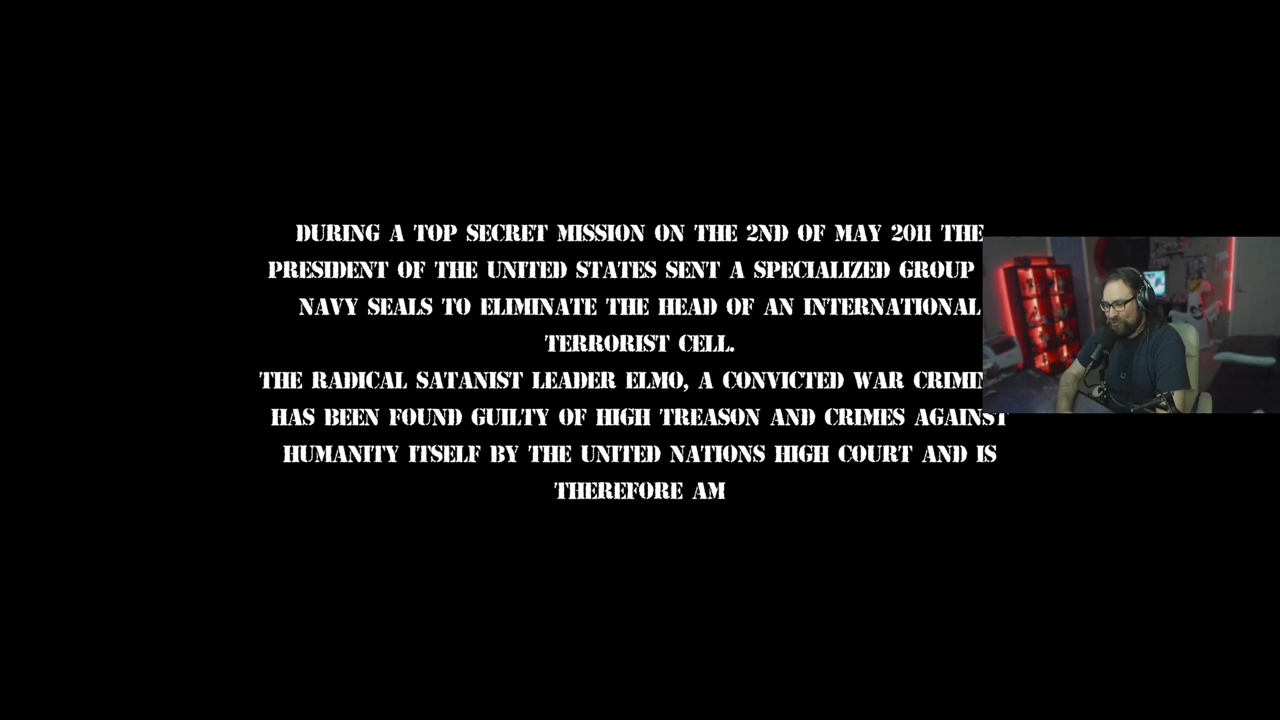 DURING A TOP SECRET MISSION ON THE 2ND OF MAY 2011 THE
PRESIDENT OF THE UNITED STATES SENT A SPECIALIZED GROUP
NAVY SEALS TO ELIMINATE THE HEAD OF AN INTERNATIONAL
TERRORIST CELL.
THE RADICAL SATANIST LEADER ELMO, A CONVICTED WAR
HAS BEEN FOUND GUILTY OF HIGH TREASON AND CRIMES AGAINST
HUMANITY ITSELF BY THE UNITED NATIONS HIGH COURT AND IS
THEREFORE AM